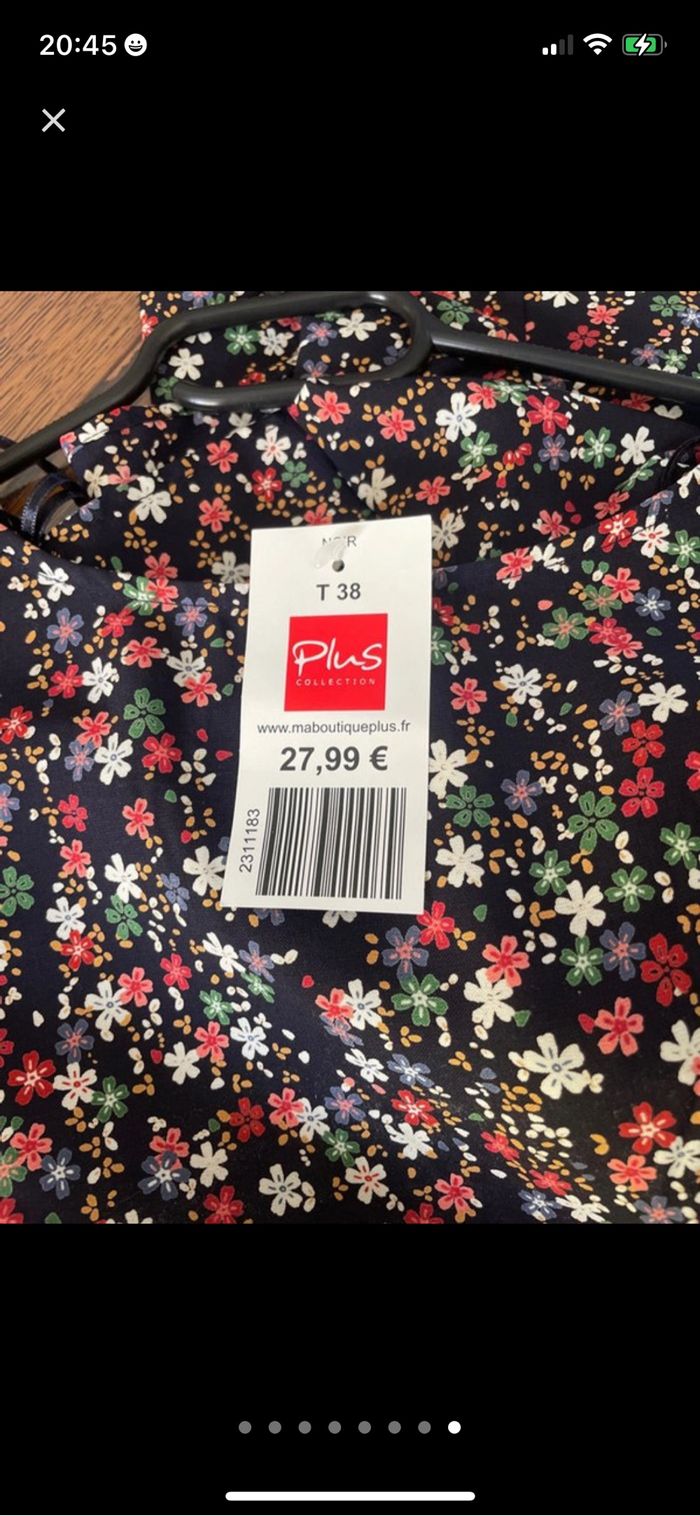 20:45
T 38
Plus
COLLECTION
www.maboutiqueplus.fr
27,99 €
2311183